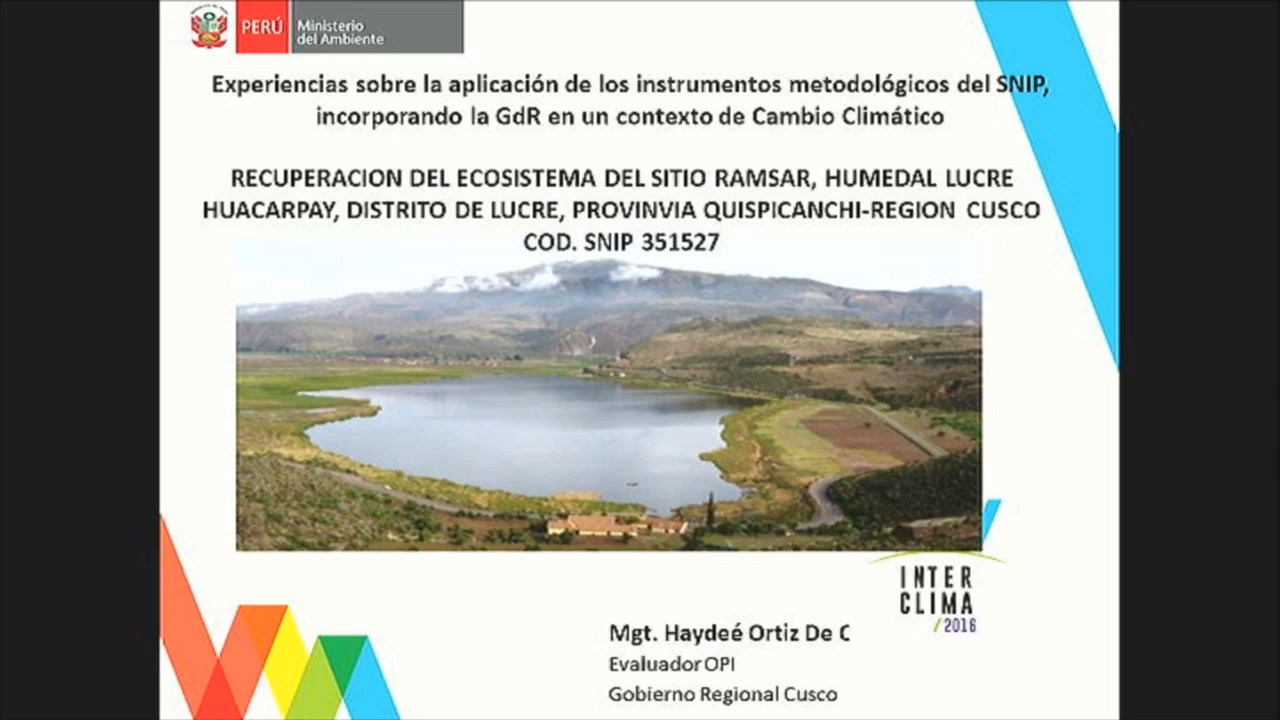 PERÚ
Ministerio
del Ambiente
Experiencias sobre la aplicación de los instrumentos metodológicos del SNIP,
incorporando la GdR en un contexto de Cambio Climático
RECUPERACION DEL ECOSISTEMA DEL SITIO RAMSAR, HUMEDAL LUCRE
HUACARPAY, DISTRITO DE LUCRE, PROVINVIA QUISPICANCHI-REGION CUSCO
COD. SNIP 351527
INTER
CLIMA
/2016
Mgt. Haydeé Ortiz De C
Evaluador OPI
Gobierno Regional Cusco